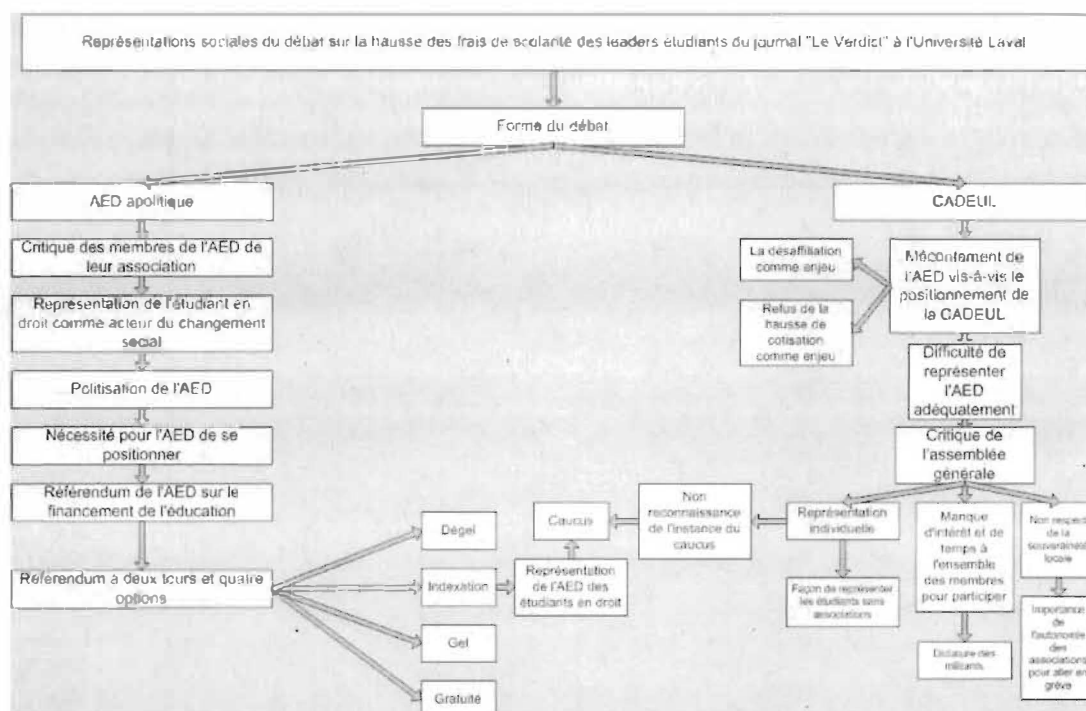 Représentations sociales du débat sur la hausse des frais de scolarité des leaders étudiants du journal "Le Verdict" à l'Université Laval
Forme du débat
AED apolitique
Critique des membres de l'AED de
leur association
Représentation de l'étudiant en
droit comme acteur du changement
social
Politisation de l'AED
Nécessité pour l'AED de se
positionner
Référendum de l'AED sur le
financement de l'éducation
Référendum à deux tours et quatre
options
Dégel
Indexation
Gel
Gratuité
Représentation
de l'AED des
étudiants en droit
Caucus
CADEUL
Mécontament de
l'AED vis-à-vis le
positionnement de
la CADEUL
La désaffiliation
comme enjeu
Refus de la
hausse de
cotisation
comme enjeu
Difficulté de
représenter
l'AED
adéquatement
Critique de
l'assemblée
générale
Représentation
individuelle
Non
reconnaissance
de l'instance du
caucus
Façon de représenter
les étudiants sans
associations
Manque
d'intérêt et de
temps à
l'ensemble
des membres
pour participer
Dictature des
militants
Non respect
de la
souveraineté
locale
Importance
de
l'autonomie
des
associations
pour aller en
grève